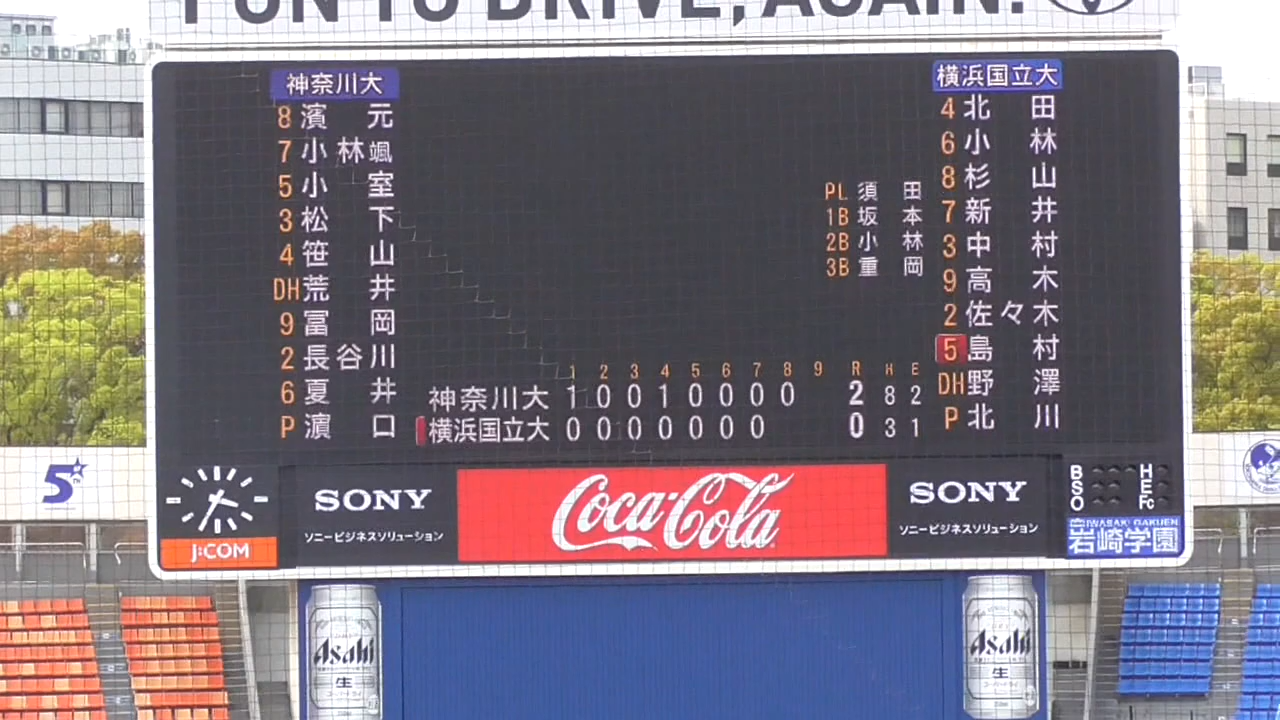 FUN TO DRIVE, AGAIN.
神奈川大
8 濱 元
7 小林颯
5 小 室
3 松 下
4 笹 山
DH 荒 井
9 冨 岡
2 長谷川
6 夏 井
P 濵 口
PL 須 田
1B 坂 本
2B 小 林
3B 重 岡
横浜国立大
4 北 田
6 小 林
8 杉 山
7 新 井
3 中 村
9 高 木
2 佐々木
5 島 村
DH 野 澤
P 北 川
1 2 3 4 5 6 7 8 9 R H E
神奈川大 1 0 0 1 0 0 0 0 2 8 2
横浜国立大 0 0 0 0 0 0 0 0 3 1
5TH
J:COM
SONY
ソニービジネスソリューション
Coca-Cola
SONY
ソニービジネスソリューション
B H
S E
O Fc
IWASAKI GAKUEN
岩崎学園
Asahi
生
Asahi
生